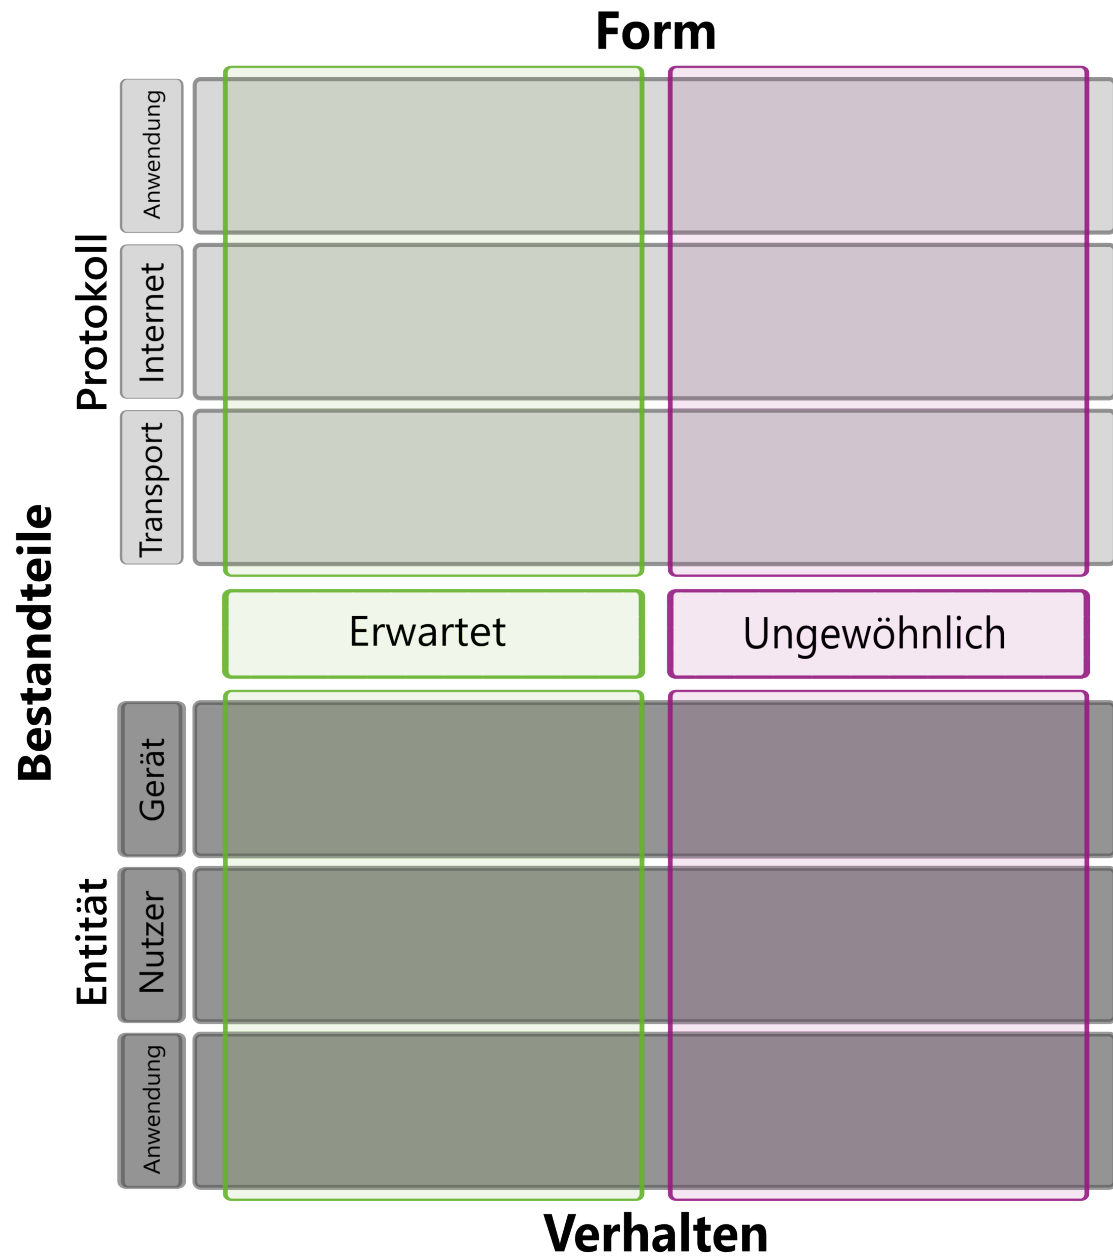 Form
Bestandteile
Protokoll
Anwendung
Internet
Transport
Erwartet
Ungewöhnlich
Entität
Gerät
Nutzer
Anwendung
Verhalten